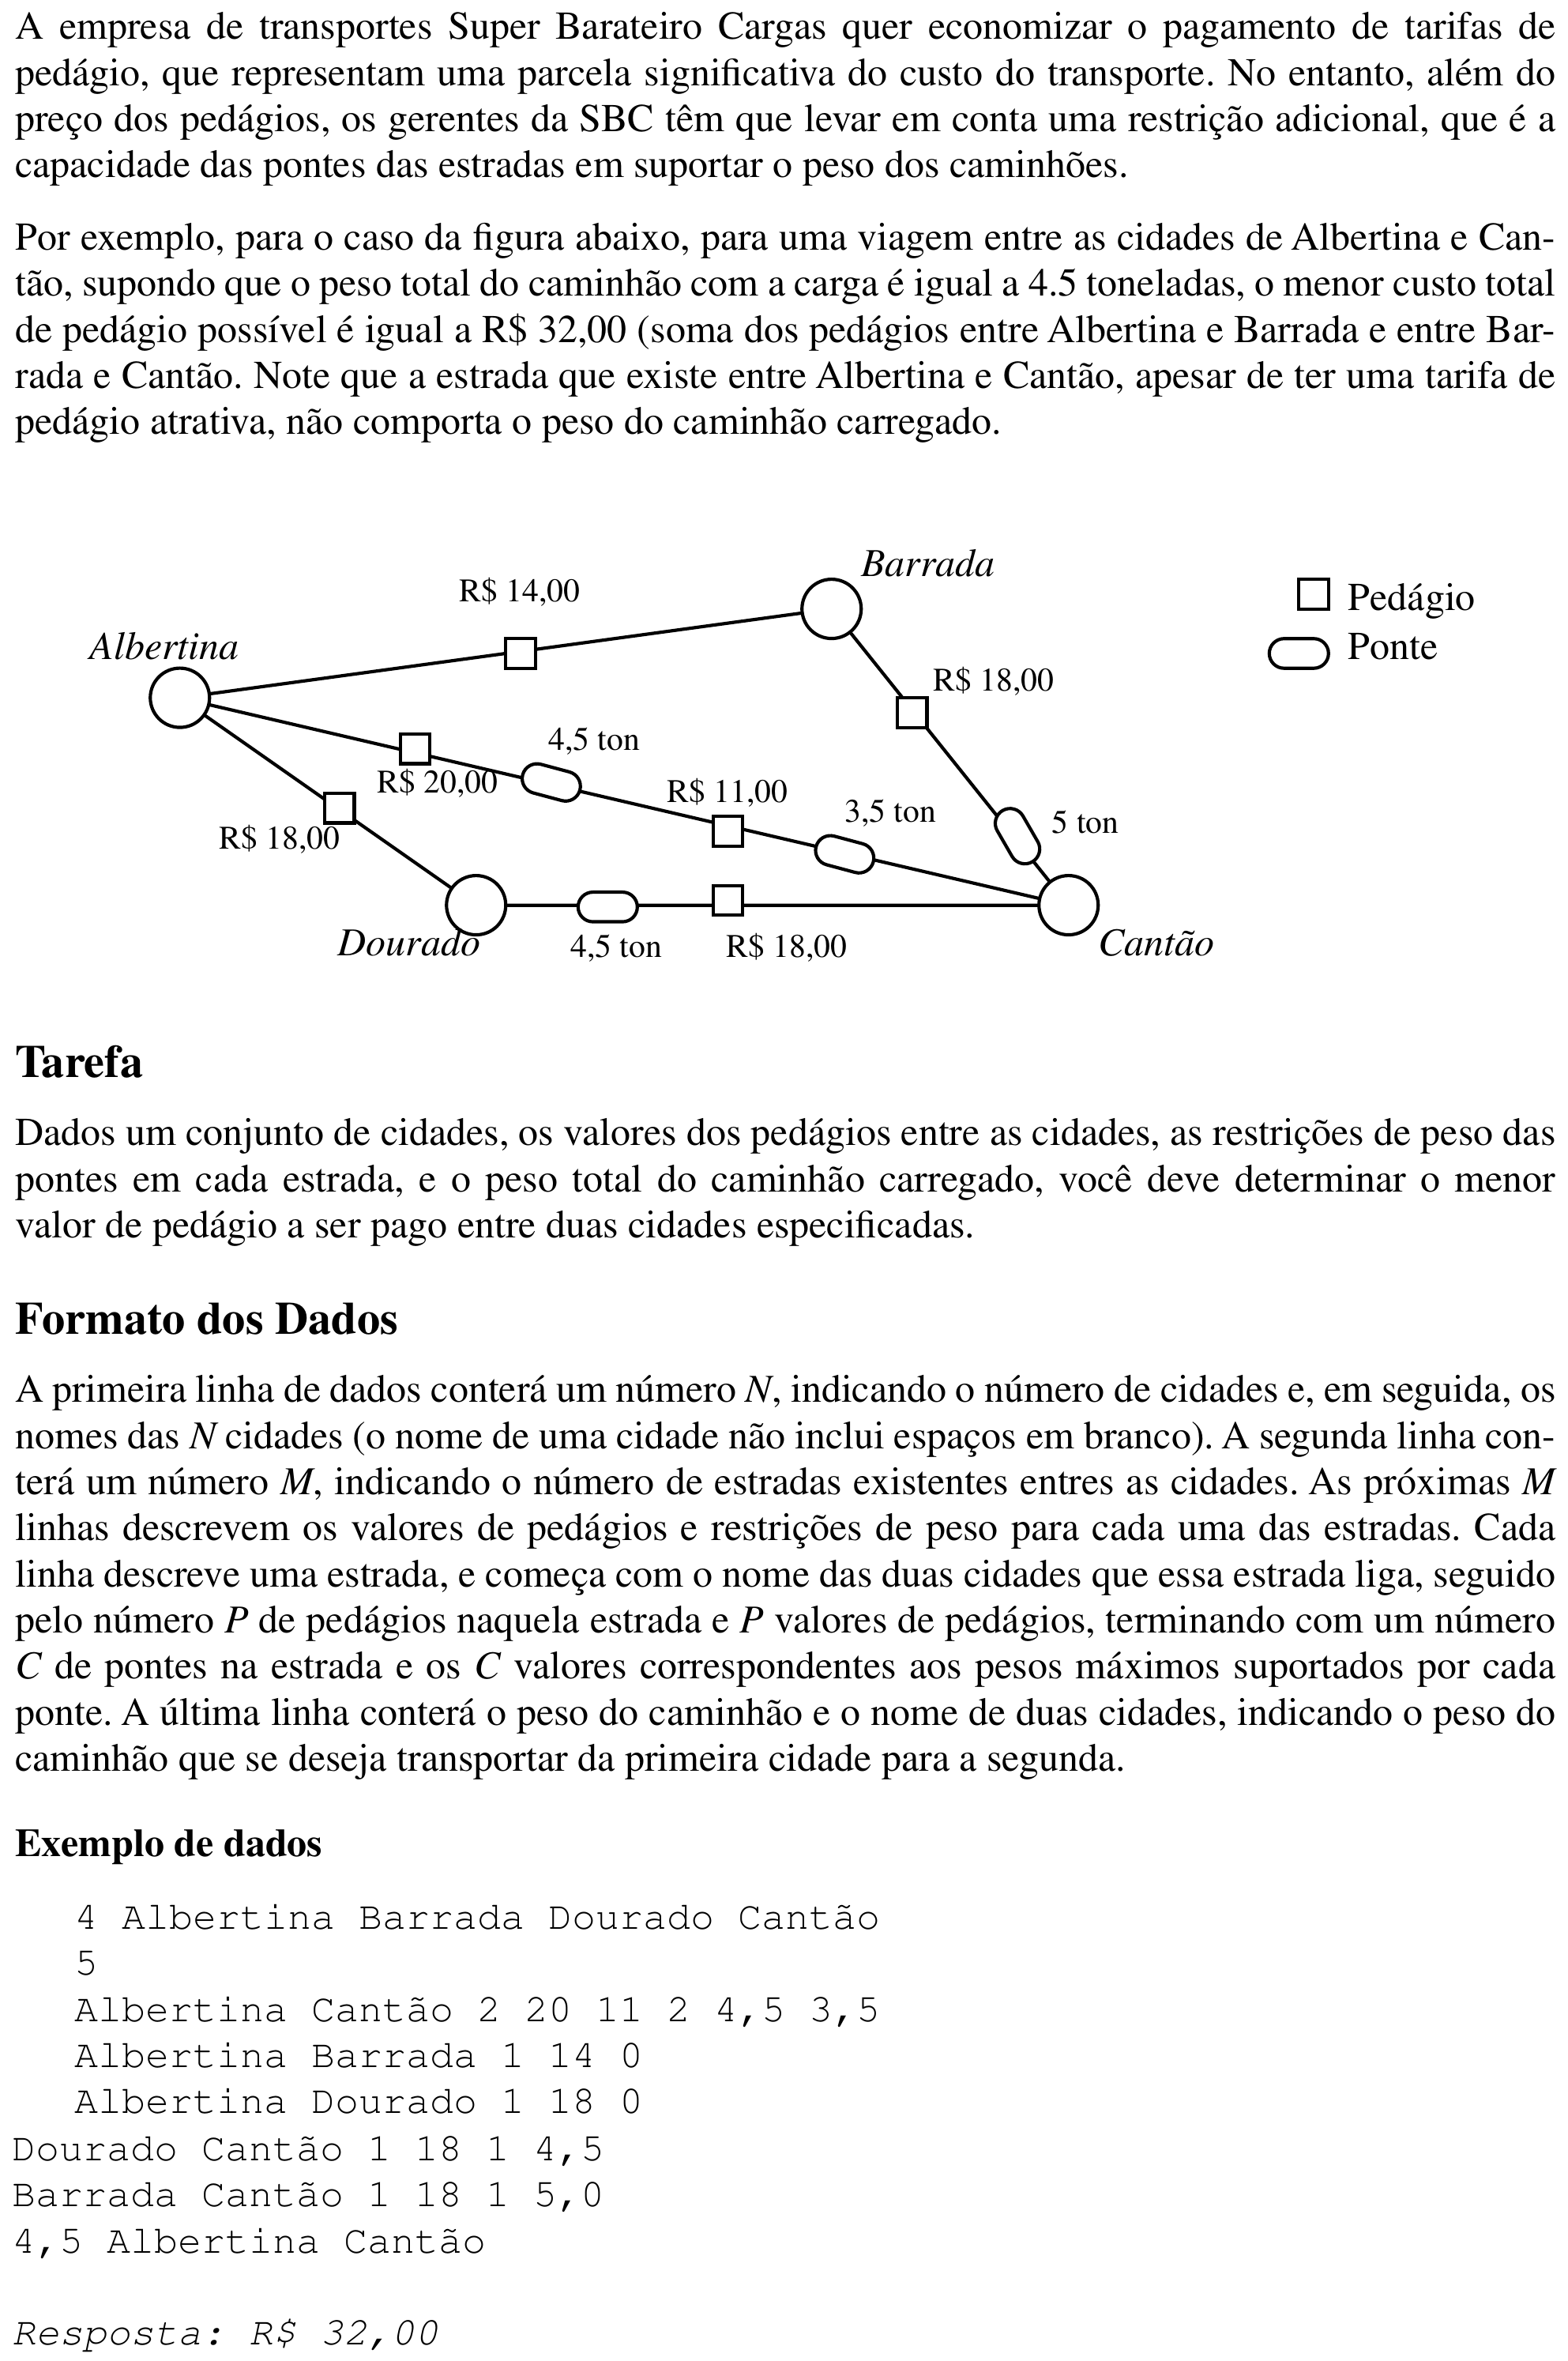 A empresa de transportes Super Barateiro Cargas quer economizar o pagamento de tarifas de
pedágio, que representam uma parcela significativa do custo do transporte. No entanto, além do
preço dos pedágios, os gerentes da SBC têm que levar em conta uma restrição adicional, que é a
capacidade das pontes das estradas em suportar o peso dos caminhões.
Por exemplo, para o caso da figura abaixo, para uma viagem entre as cidades de Albertina e Can-
tão, supondo que o peso total do caminhão com a carga é igual a 4.5 toneladas, o menor custo total
de pedágio possível é igual a R$ 32,00 (soma dos pedágios entre Albertina e Barrada e entre Bar-
rada e Cantão. Note que a estrada que existe entre Albertina e Cantão, apesar de ter uma tarifa de
pedágio atrativa, não comporta o peso do caminhão carregado.
Barrada
R$ 14,00
Pedágio
Albertina
Ponte
R$ 18,00
4,5 ton
R$ 20,00
R$ 11,00
3,5 ton
5 ton
R$ 18,00
Dourado
4,5 ton
R$ 18,00
Cantão
Tarefa
Dados um conjunto de cidades, os valores dos pedágios entre as cidades, as restrições de peso das
pontes em cada estrada, e o peso total do caminhão carregado, você deve determinar o menor
valor de pedágio a ser pago entre duas cidades especificadas.
Formato dos Dados
A primeira linha de dados conterá um número N, indicando o número de cidades e, em seguida, os
nomes das N cidades (o nome de uma cidade não inclui espaços em branco). A segunda linha con-
terá um número M, indicando o número de estradas existentes entres as cidades. As próximas M
linhas descrevem os valores de pedágios e restrições de peso para cada uma das estradas. Cada
linha descreve uma estrada, e começa com o nome das duas cidades que essa estrada liga, seguido
pelo número P de pedágios naquela estrada e P valores de pedágios, terminando com um número
C de pontes na estrada e os C valores correspondentes aos pesos máximos suportados por cada
ponte. A última linha conterá o peso do caminhão e o nome de duas cidades, indicando o peso do
caminhão que se deseja transportar da primeira cidade para a segunda.
Exemplo de dados
4 Albertina Barrada Dourado Cantão
5
Albertina Cantão 2 20 11 2 4,5 3,5
Albertina Barrada 1 14 0
Albertina Dourado 1 18 0
Dourado Cantão 1 18 1 4,5
Barrada Cantão 1 18 1 5,0
4,5 Albertina Cantão
Resposta: R$ 32,00